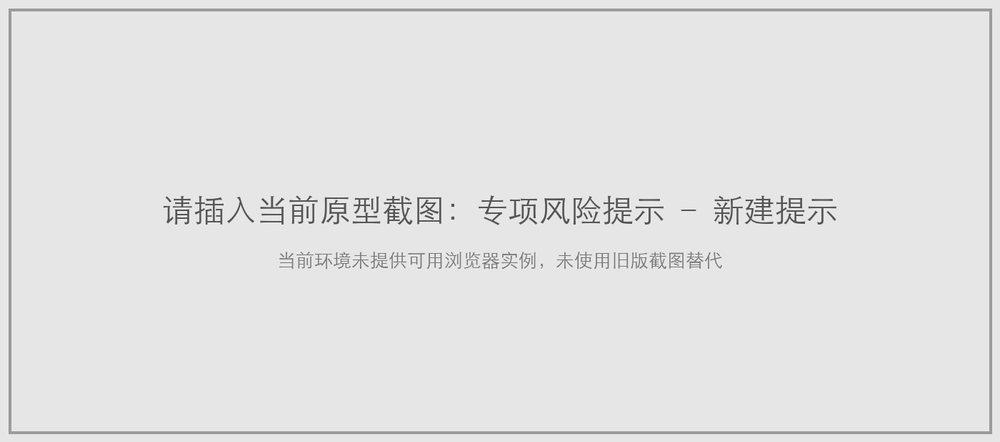 请插入当前原型截图：专项风险提示 – 新建提示
当前环境未提供可用浏览器实例，未使用旧版截图替代